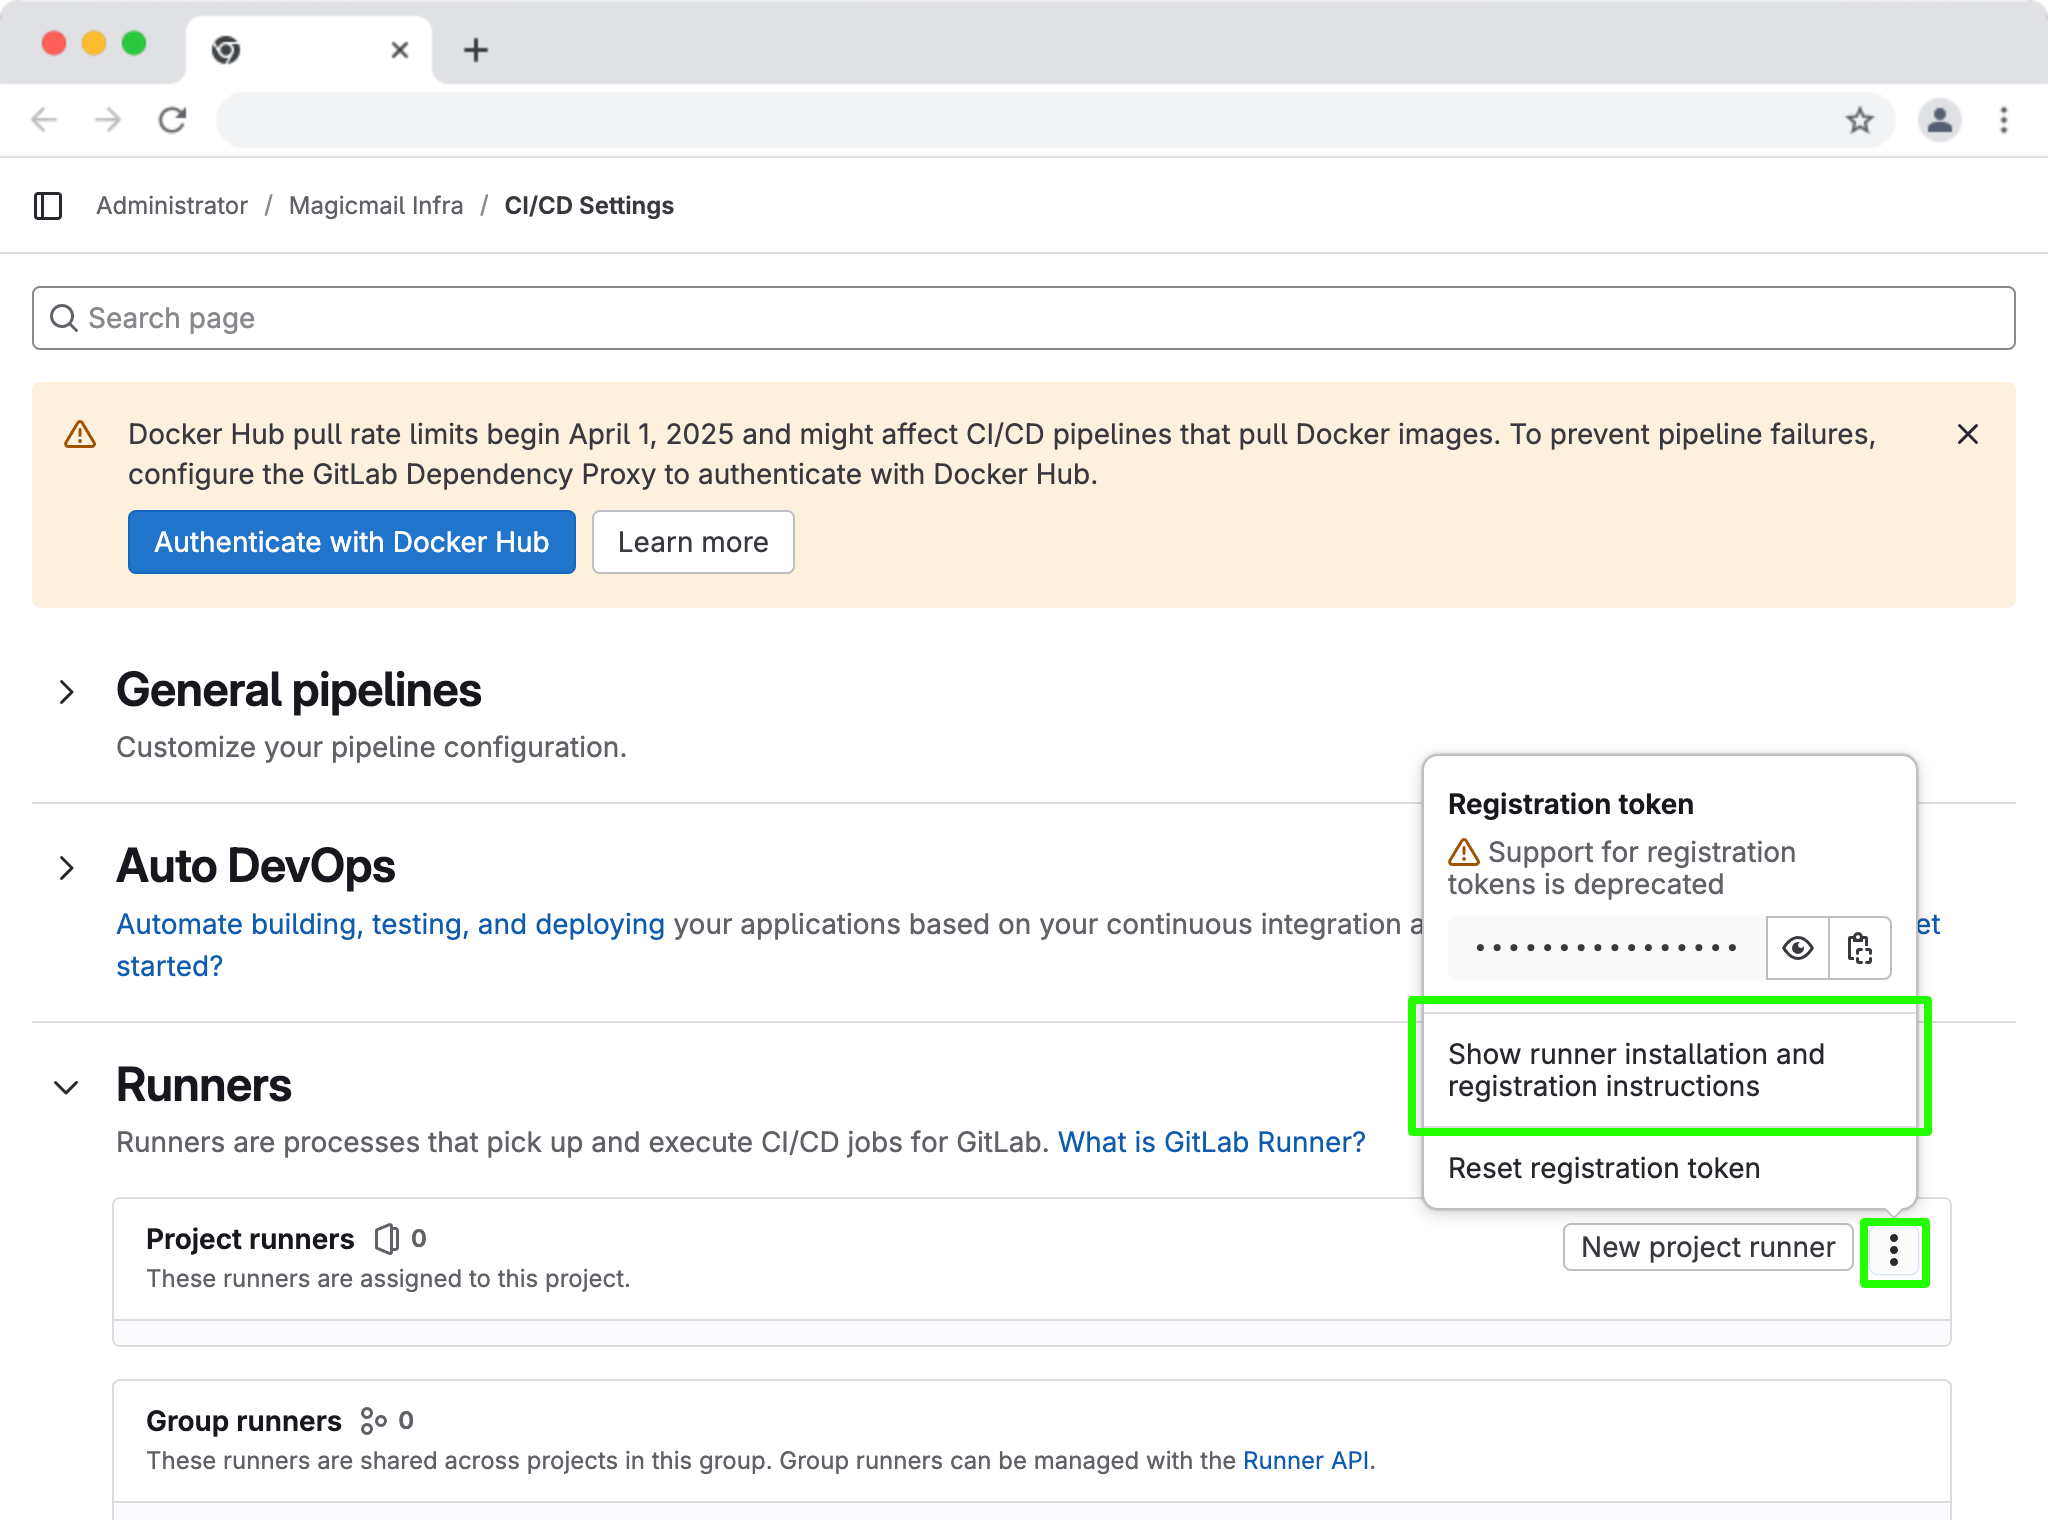 Administrator / Magicmail Infra / CI/CD Settings
Search page
Docker Hub pull rate limits begin April 1, 2025 and might affect CI/CD pipelines that pull Docker images. To prevent pipeline failures,
configure the GitLab Dependency Proxy to authenticate with Docker Hub.
Authenticate with Docker Hub
Learn more
General pipelines
Customize your pipeline configuration.
Auto DevOps
Automate building, testing, and deploying your applications based on your continuous integration a
et
started?
Registration token
Support for registration
tokens is deprecated
Show runner installation and
registration instructions
Reset registration token
Runners
Runners are processes that pick up and execute CI/CD jobs for GitLab. What is GitLab Runner?
Project runners 0
These runners are assigned to this project.
New project runner
Group runners 0
These runners are shared across projects in this group. Group runners can be managed with the Runner API.